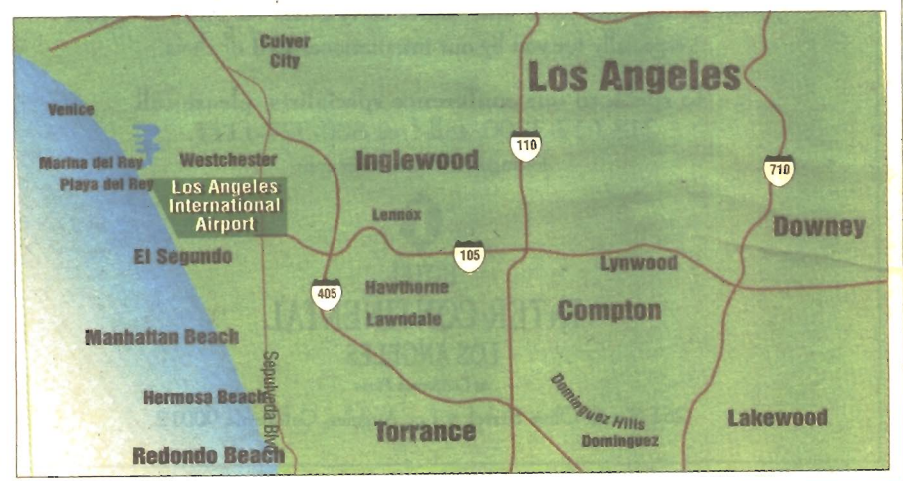 Culver
City
Los Angeles
Venice
110
Marina del Rey
Westchester
Inglewood
710
Playa del Rey
Los Angeles
International
Airport
Lennox
Downey
El Segundo
105
Lynwood
405
Hawthorne
Compton
Lawndale
Manhattan Beach
Sepulveda Blvd
Hermosa Beach
Dominguez Hills
Lakewood
Torrance
Dominguez
Redondo Beach